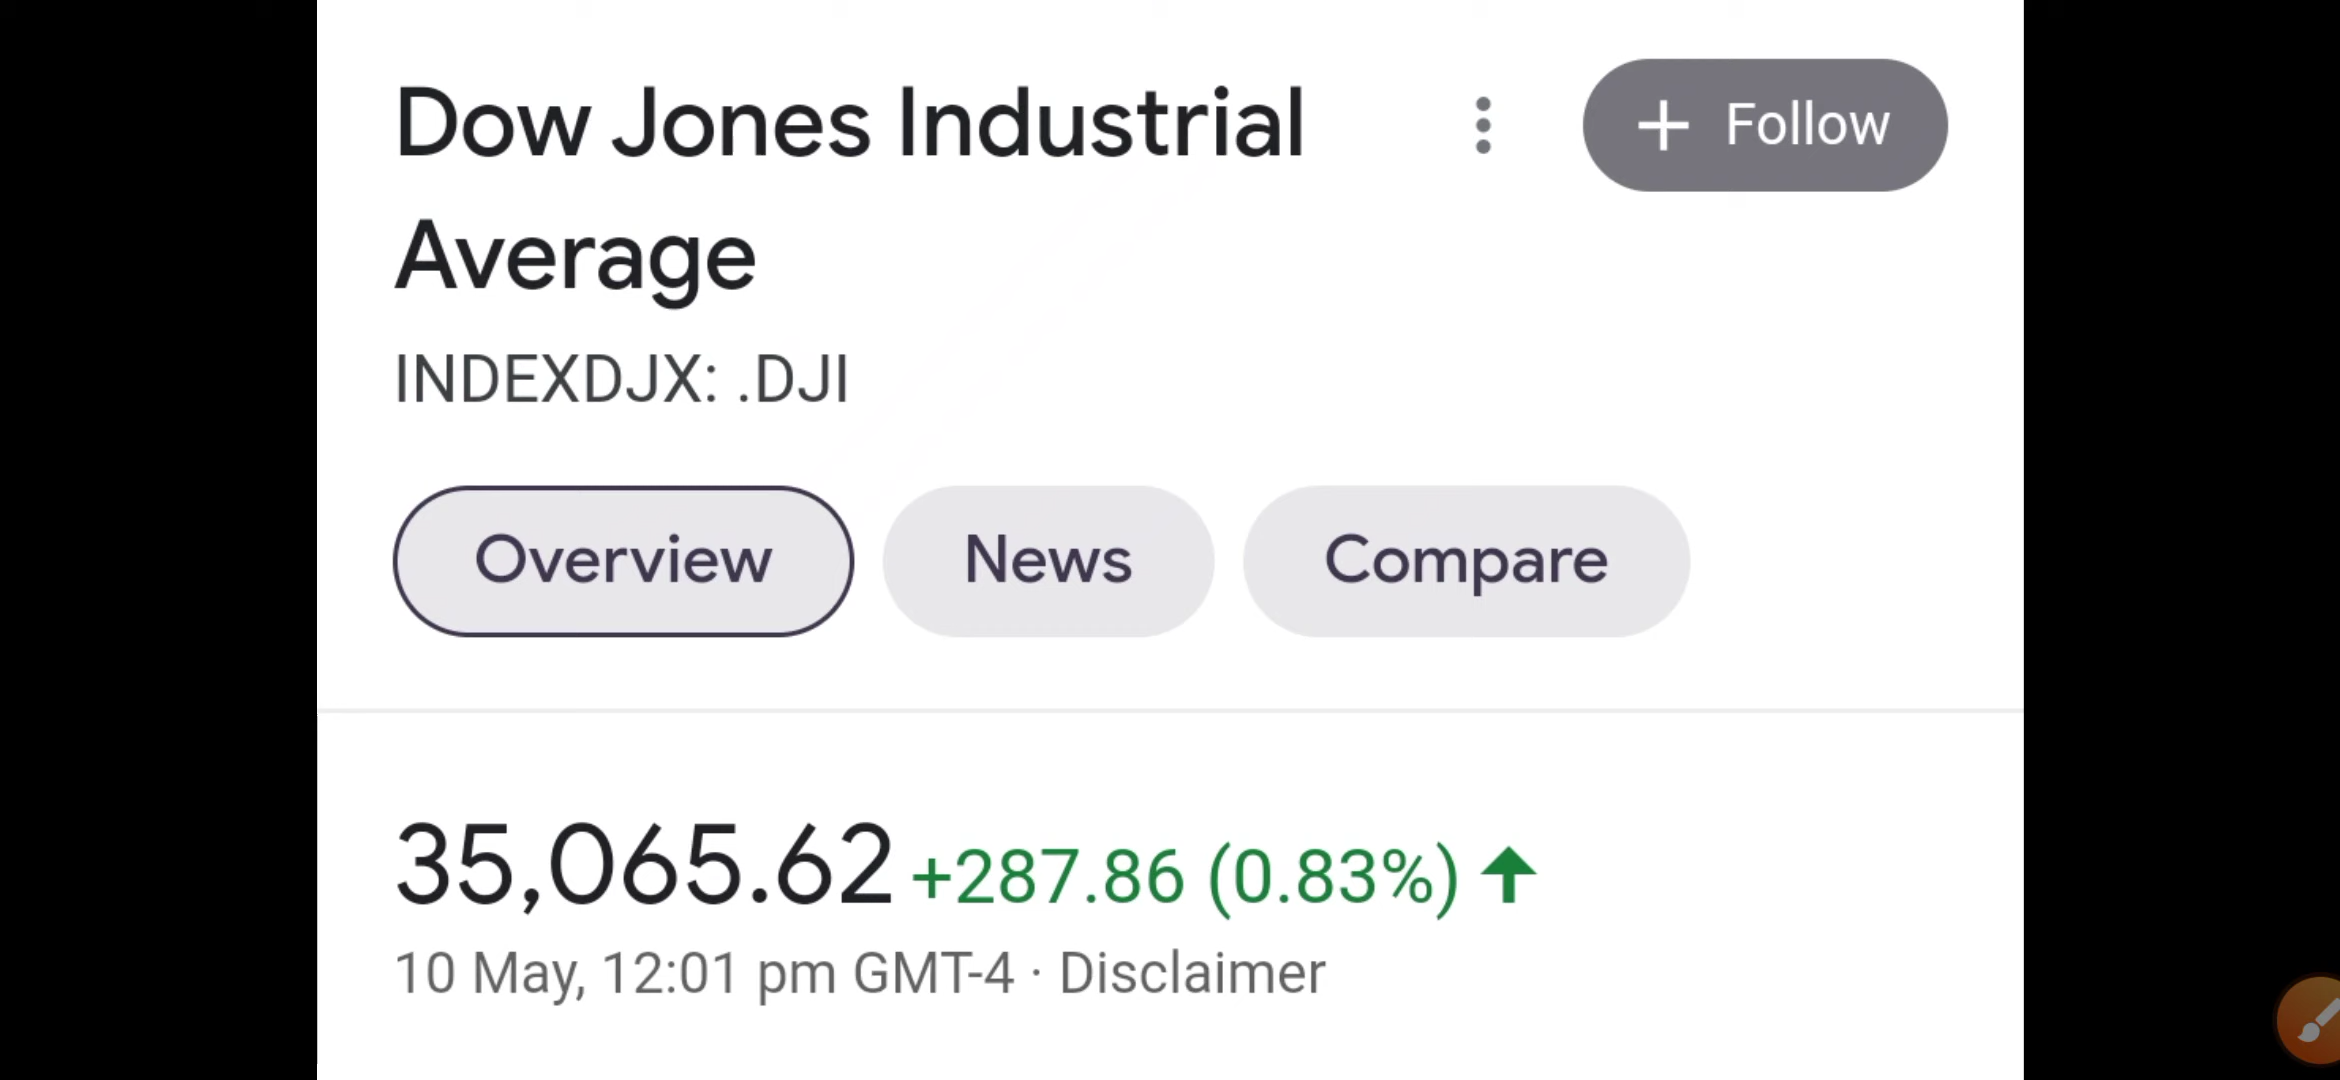 Dow Jones Industrial
Average
+ Follow
INDEXDJX: .DJI
Overview News Compare
35,065.62 +287.86 (0.83%) ↑
10 May, 12:01 pm GMT-4 · Disclaimer